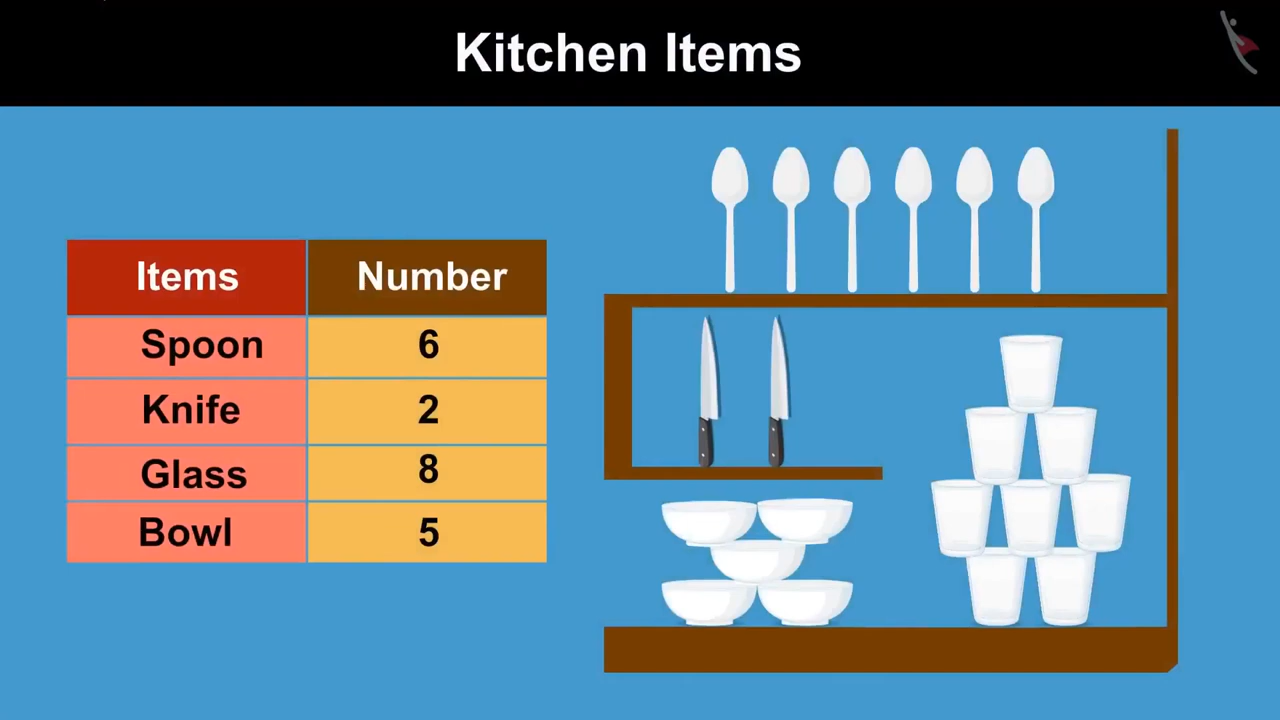 Kitchen Items
Items Number
Spoon 6
Knife 2
Glass 8
Bowl 5